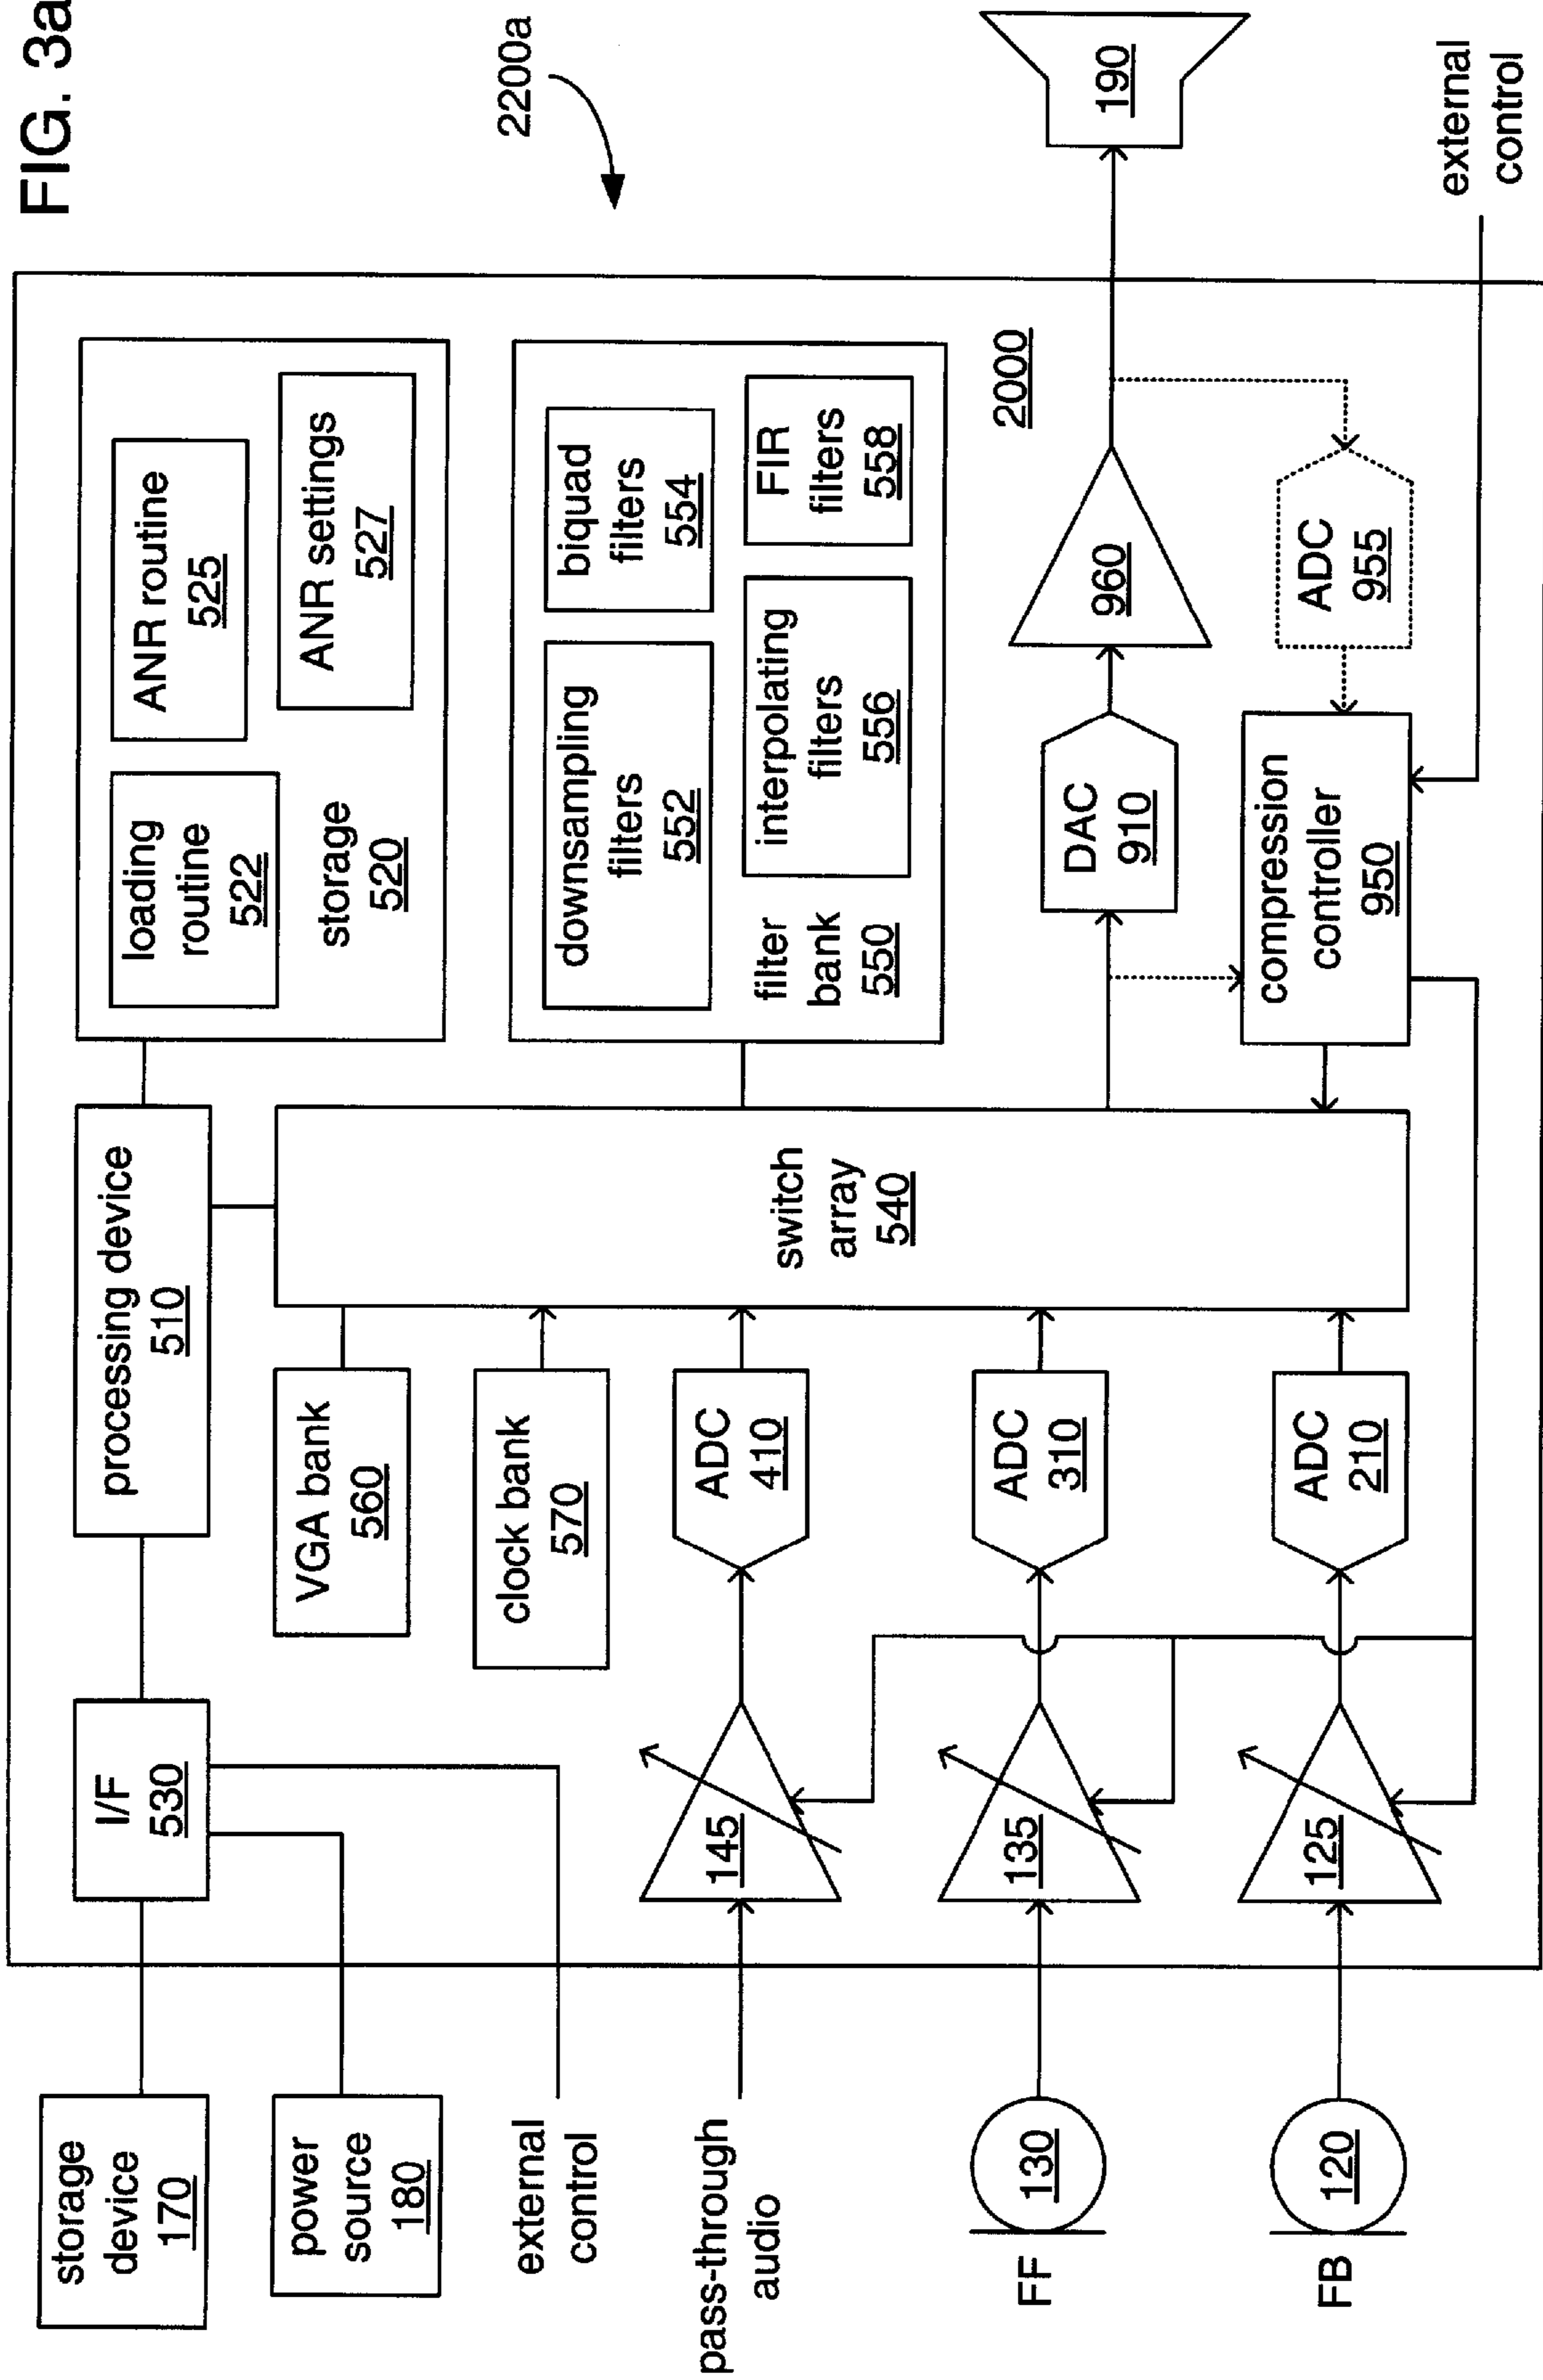 FIG. 3a
2200a
storage
device
170
I/F
530
processing device
510
loading
routine
522
ANR routine
525
ANR settings
527
storage
520
power
source
180
VGA bank
560
external
control
clock bank
570
downsampling
filters
552
biquad
filters
554
interpolating
filters
556
FIR
filters
558
filter
bank
550
pass-through
audio
145
ADC
410
switch
array
540
2000
FF
130
135
ADC
310
DAC
910
960
190
FB
120
125
ADC
210
compression
controller
950
ADC
955
external
control